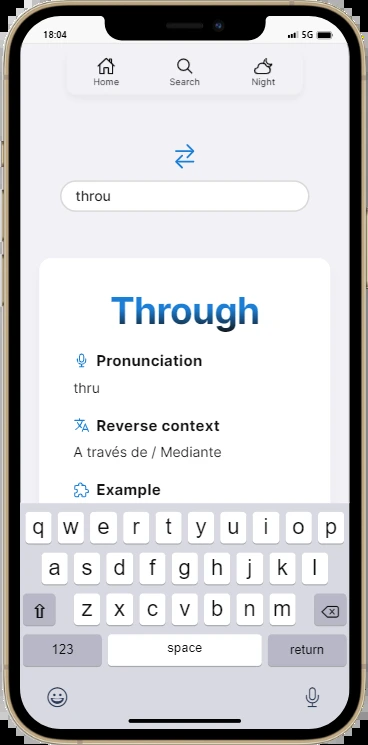 18:04 5G
Home Search Night
throu
Through
Pronunciation
thru
Reverse context
A través de / Mediante
Example
q w e r t y u i o p
a s d f g h j k l
z x c v b n m
123 space return